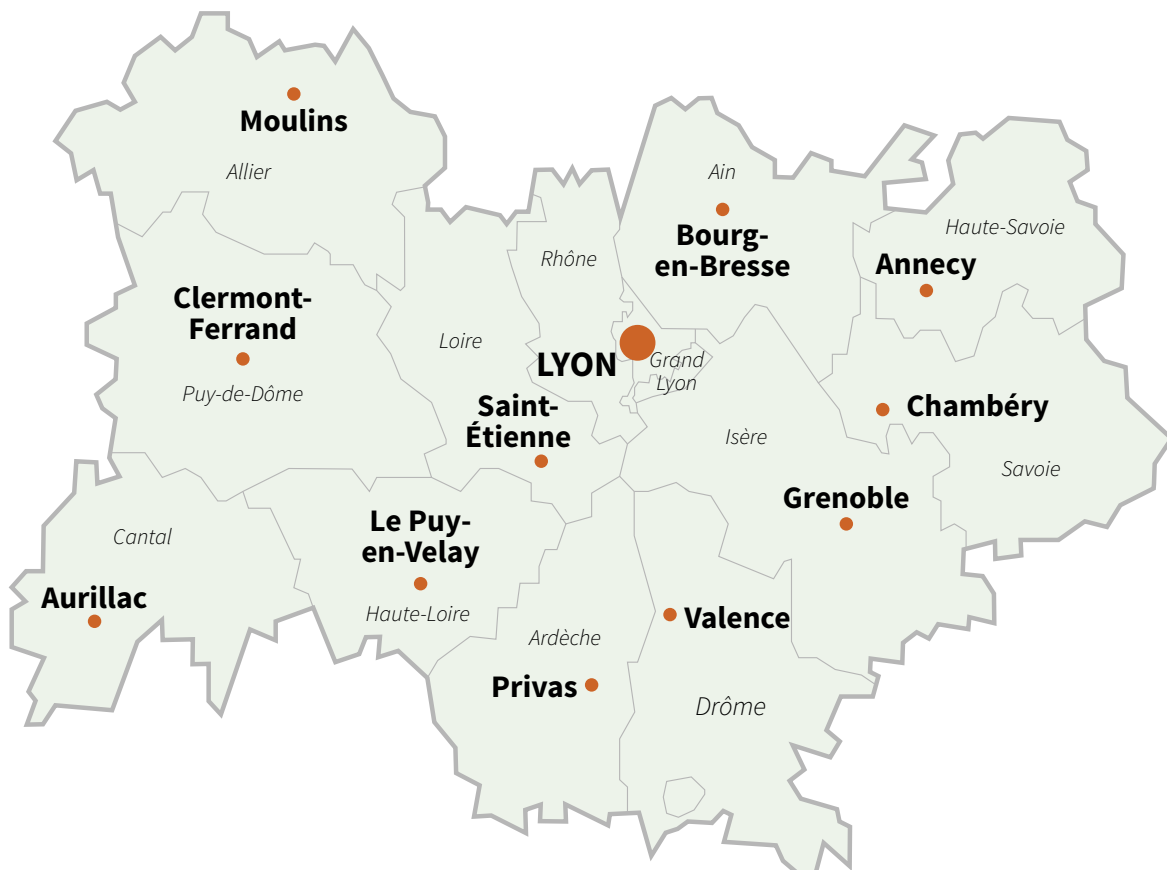 Moulins
Allier
Ain
Bourg-
en-Bresse
Haute-Savoie
Annecy
Rhône
Clermont-
Ferrand
Puy-de-Dôme
Loire
LYON
Grand
Lyon
Saint-
Étienne
Chambéry
Isère
Savoie
Grenoble
Le Puy-
en-Velay
Haute-Loire
Cantal
Aurillac
Ardèche
Valence
Privas
Drôme